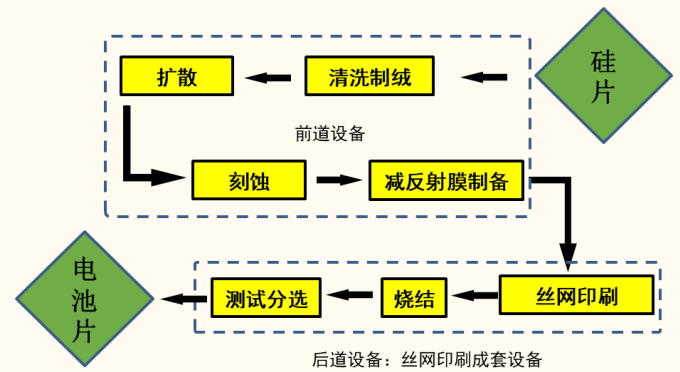 硅
片
清洗制绒
扩散
前道设备
刻蚀
减反射膜制备
丝网印刷
烧结
测试分选
电
池
片
后道设备：丝网印刷成套设备